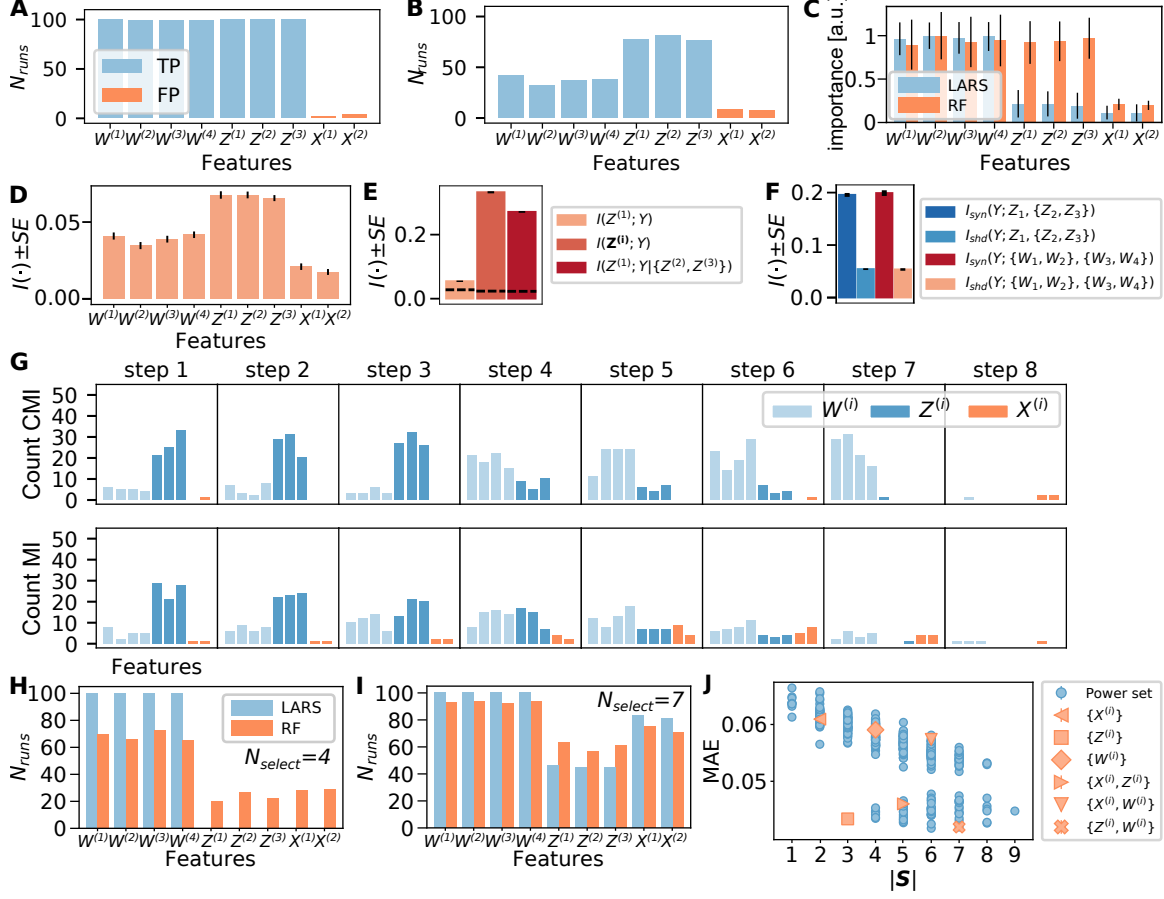 A
100
50
0
N_runs
TP
FP
W^(1) W^(2) W^(3) W^(4) Z^(1) Z^(2) Z^(3) X^(1) X^(2)
Features
B
100
50
0
N_runs
W^(1) W^(2) W^(3) W^(4) Z^(1) Z^(2) Z^(3) X^(1) X^(2)
Features
C
importance [a.u.]
1
0.5
0
LARS
RF
W^(1) W^(2) W^(3) W^(4) Z^(1) Z^(2) Z^(3) X^(1) X^(2)
Features
D
I(·)±SE
0.05
0.00
W^(1) W^(2) W^(3) W^(4) Z^(1) Z^(2) Z^(3) X^(1) X^(2)
Features
E
I(·)±SE
0.2
0.0
I(Z^(1); Y)
I(Z^(i); Y)
I(Z^(1); Y|{Z^(2), Z^(3)})
F
I(·)±SE
0.2
0.1
0.0
I_syn(Y; Z_1, {Z_2, Z_3})
I_shd(Y; Z_1, {Z_2, Z_3})
I_syn(Y; {W_1, W_2}, {W_3, W_4})
I_shd(Y; {W_1, W_2}, {W_3, W_4})
G
step 1 step 2 step 3 step 4 step 5 step 6 step 7 step 8
Count CMI
50
40
30
20
10
0
W^(i) Z^(i) X^(i)
Count MI
50
40
30
20
10
0
Features
H
N_runs
100
80
60
40
20
0
LARS
RF
N_select=4
W^(1) W^(2) W^(3) W^(4) Z^(1) Z^(2) Z^(3) X^(1) X^(2)
Features
I
N_runs
100
80
60
40
20
0
N_select=7
W^(1) W^(2) W^(3) W^(4) Z^(1) Z^(2) Z^(3) X^(1) X^(2)
Features
J
MAE
0.06
0.05
1 2 3 4 5 6 7 8 9
|S|
Power set
{X^(i)}
{Z^(i)}
{W^(i)}
{X^(i), Z^(i)}
{X^(i), W^(i)}
{Z^(i), W^(i)}